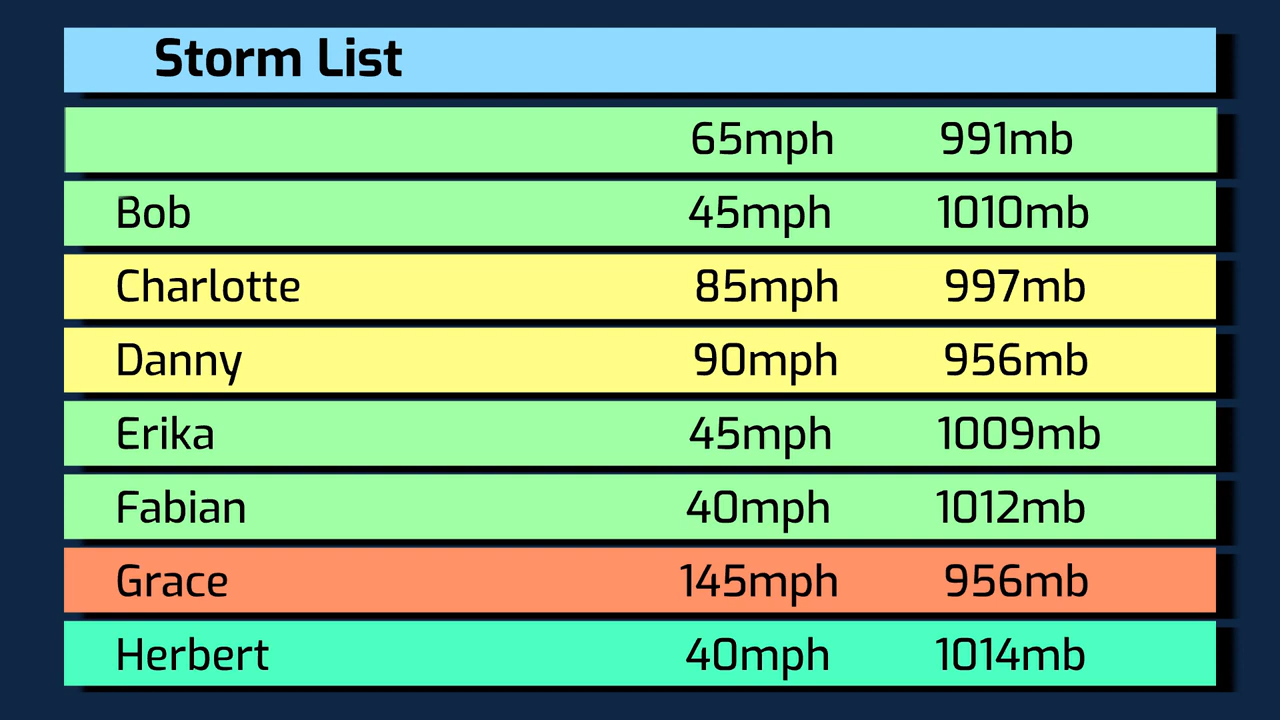 Storm List
65mph 991mb
Bob 45mph 1010mb
Charlotte 85mph 997mb
Danny 90mph 956mb
Erika 45mph 1009mb
Fabian 40mph 1012mb
Grace 145mph 956mb
Herbert 40mph 1014mb